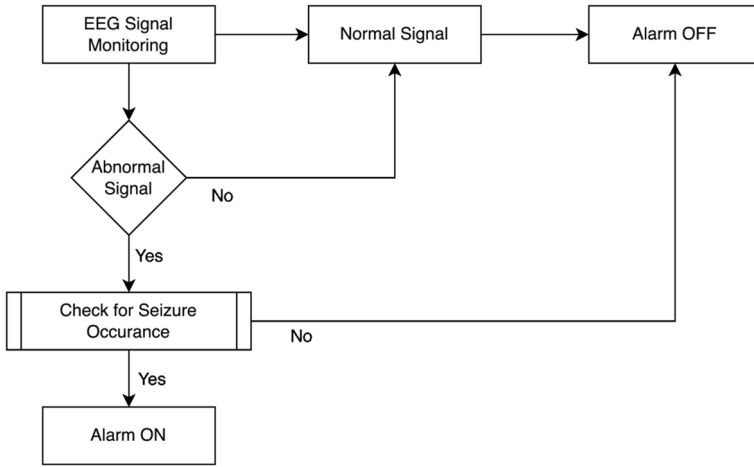 EEG Signal
Monitoring
Normal Signal
Alarm OFF
Abnormal
Signal
No
Yes
Check for Seizure
Occurance
No
Yes
Alarm ON